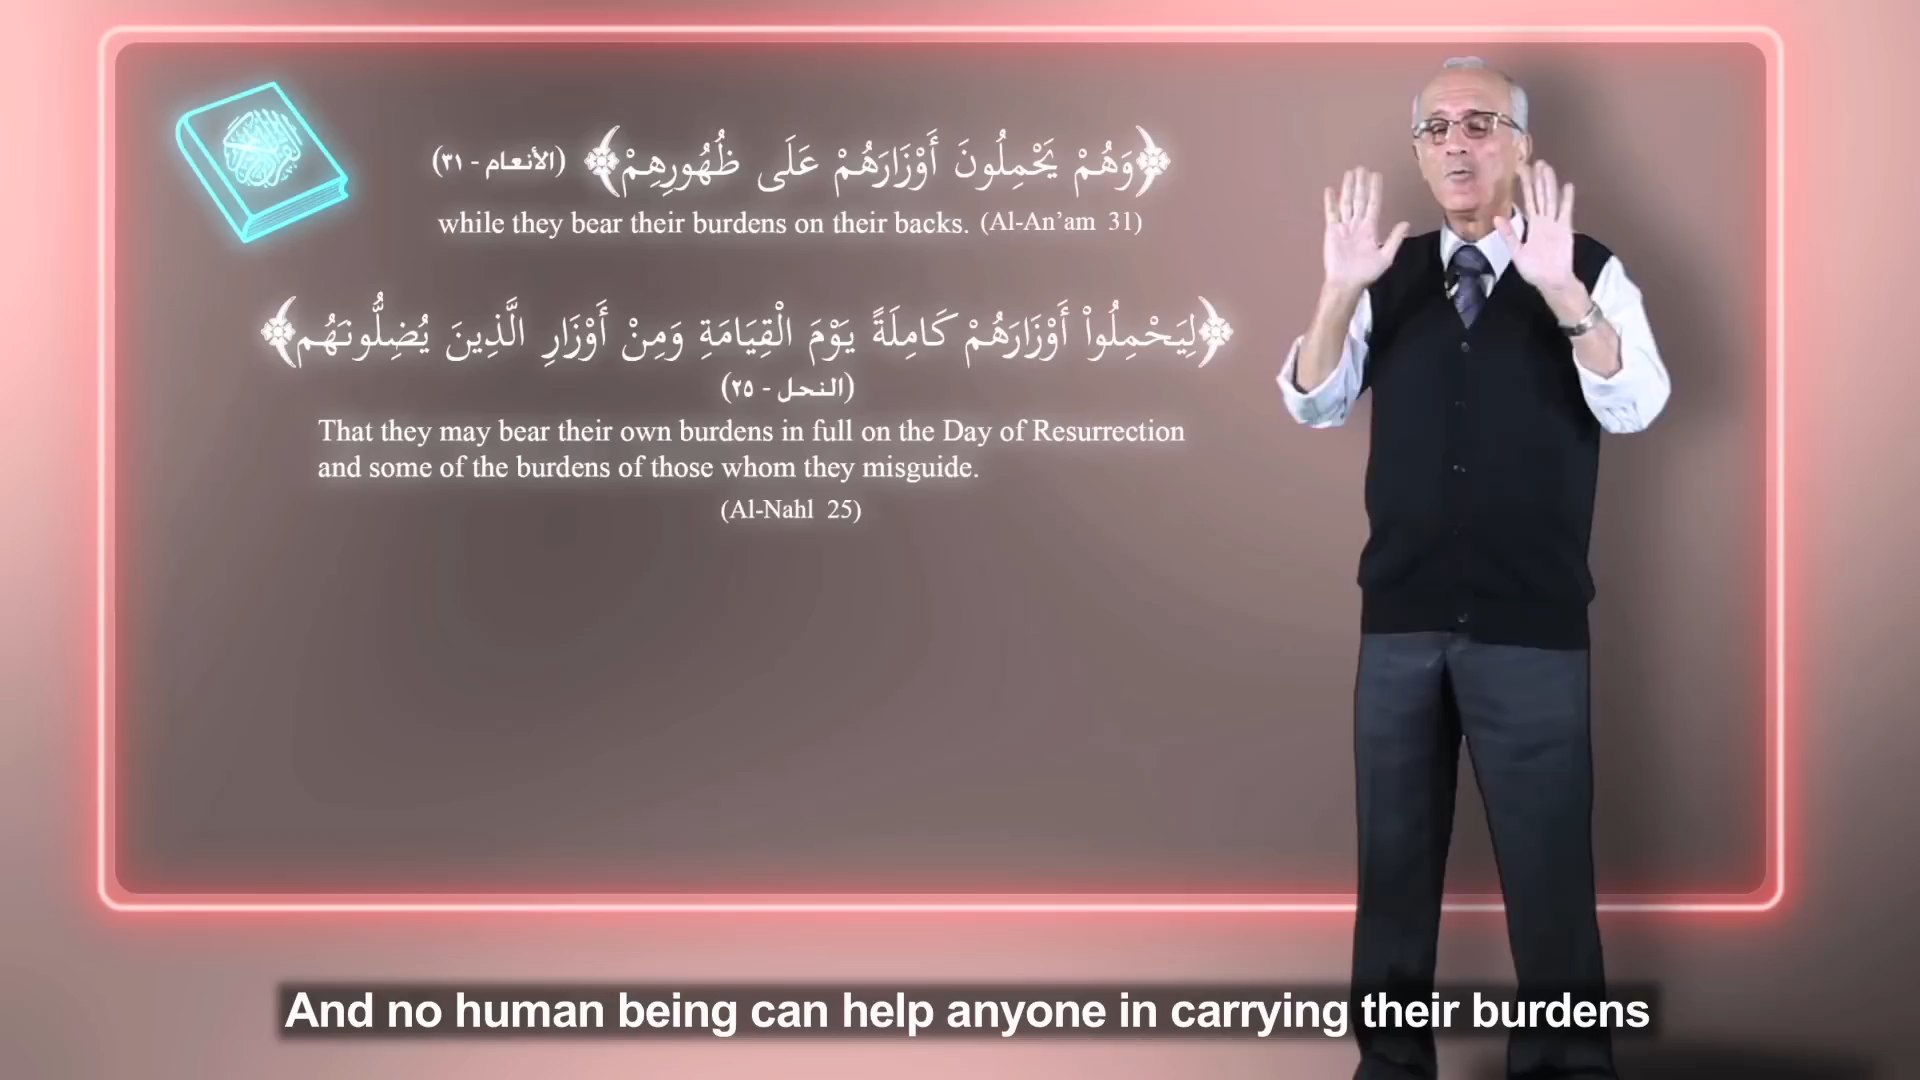 ﴿وَهُمْ يَحْمِلُونَ أَوْزَارَهُمْ عَلَى ظُهُورِهِمْ﴾ (الأنعام - ٣١)
while they bear their burdens on their backs. (Al-An’am 31)
﴿لِيَحْمِلُواْ أَوْزَارَهُمْ كَامِلَةً يَوْمَ الْقِيَامَةِ وَمِنْ أَوْزَارِ الَّذِينَ يُضِلُّونَهُم﴾
(النحل - ٢٥)
That they may bear their own burdens in full on the Day of Resurrection
and some of the burdens of those whom they misguide.
(Al-Nahl 25)
And no human being can help anyone in carrying their burdens